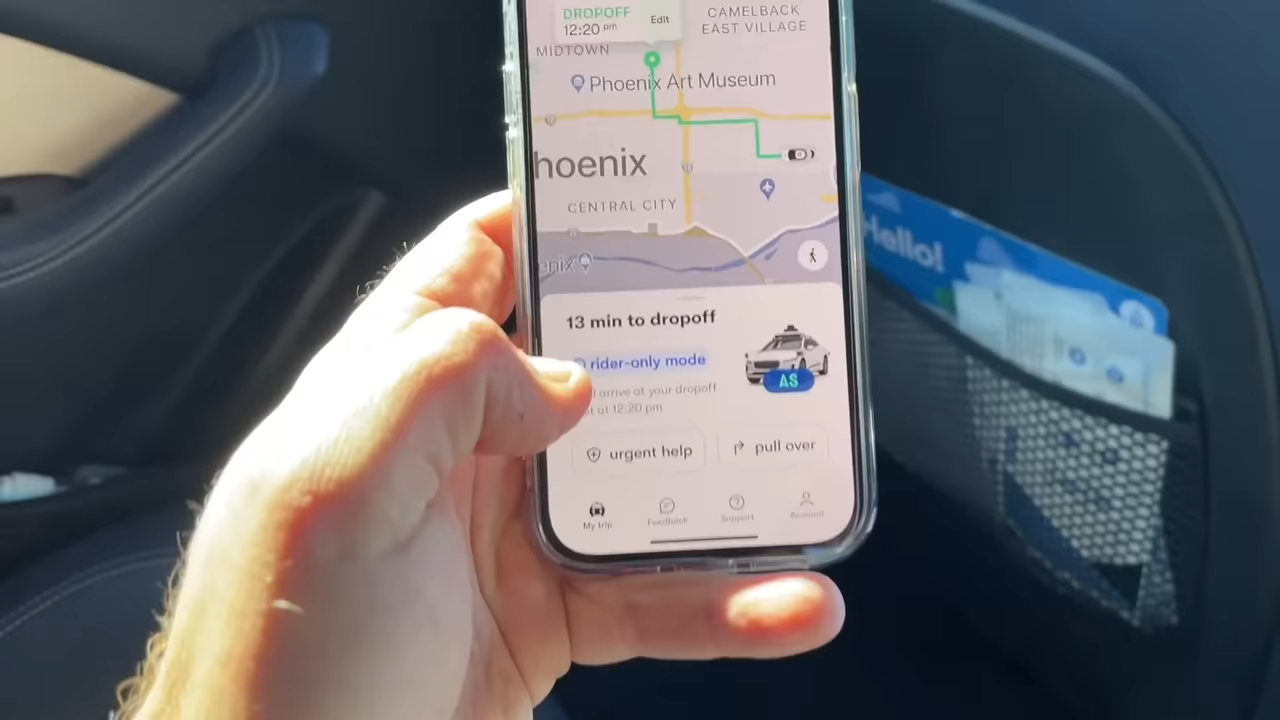 DROPOFF
12:20 pm
Edit
CAMELBACK
EAST VILLAGE
MIDTOWN
Phoenix Art Museum
hoenix
CENTRAL CITY
enix
13 min to dropoff
rider-only mode
arrive at your dropoff
at 12:20 pm
AS
urgent help
pull over
My trip
Feedback
Support
Account
Hello!